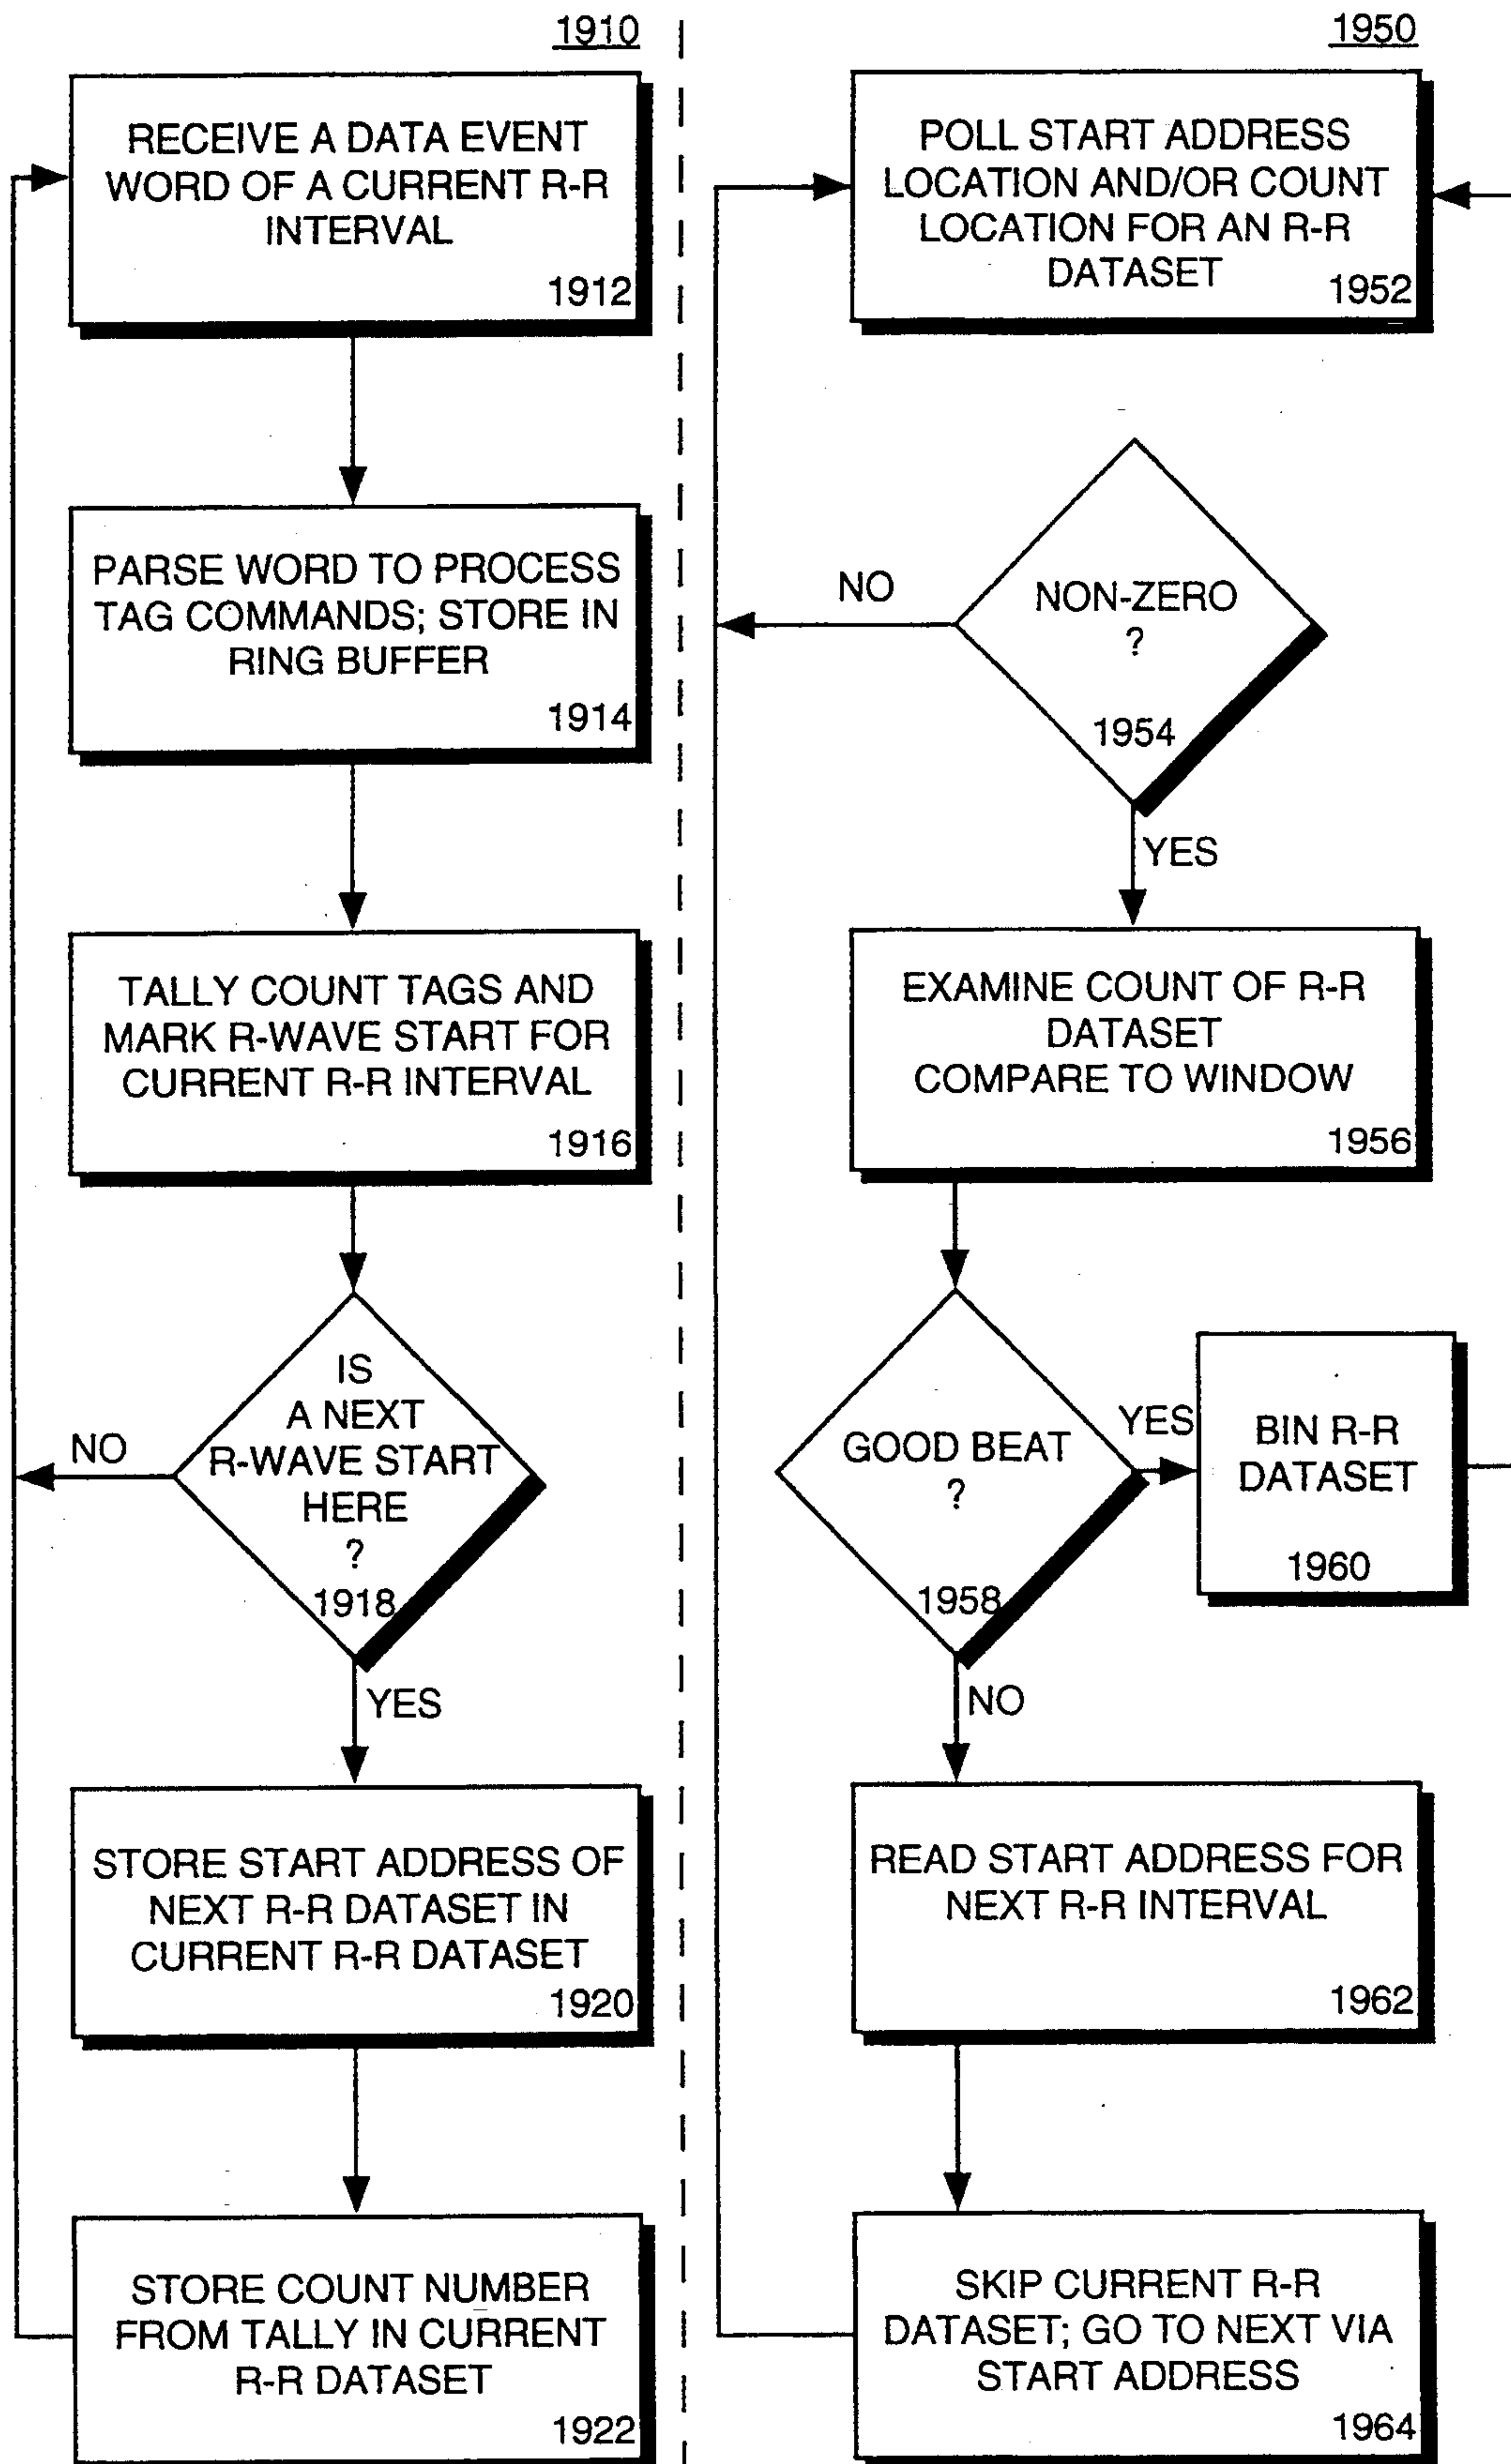 1910
RECEIVE A DATA EVENT
WORD OF A CURRENT R-R
INTERVAL
1912
PARSE WORD TO PROCESS
TAG COMMANDS; STORE IN
RING BUFFER
1914
TALLY COUNT TAGS AND
MARK R-WAVE START FOR
CURRENT R-R INTERVAL
1916
IS
A NEXT
R-WAVE START
HERE
?
1918
NO
YES
STORE START ADDRESS OF
NEXT R-R DATASET IN
CURRENT R-R DATASET
1920
STORE COUNT NUMBER
FROM TALLY IN CURRENT
R-R DATASET
1922
1950
POLL START ADDRESS
LOCATION AND/OR COUNT
LOCATION FOR AN R-R
DATASET
1952
NON-ZERO
?
1954
NO
YES
EXAMINE COUNT OF R-R
DATASET
COMPARE TO WINDOW
1956
GOOD BEAT
?
1958
YES
BIN R-R
DATASET
1960
NO
READ START ADDRESS FOR
NEXT R-R INTERVAL
1962
SKIP CURRENT R-R
DATASET; GO TO NEXT VIA
START ADDRESS
1964